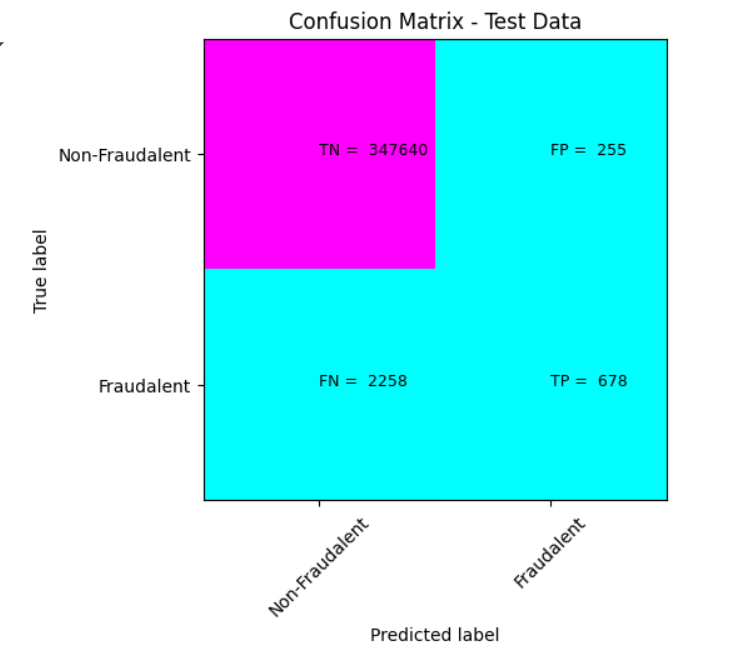 Confusion Matrix - Test Data
Non-Fraudalent
TN = 347640
FP = 255
True label
Fraudalent
FN = 2258
TP = 678
Non-Fraudalent
Fraudalent
Predicted label